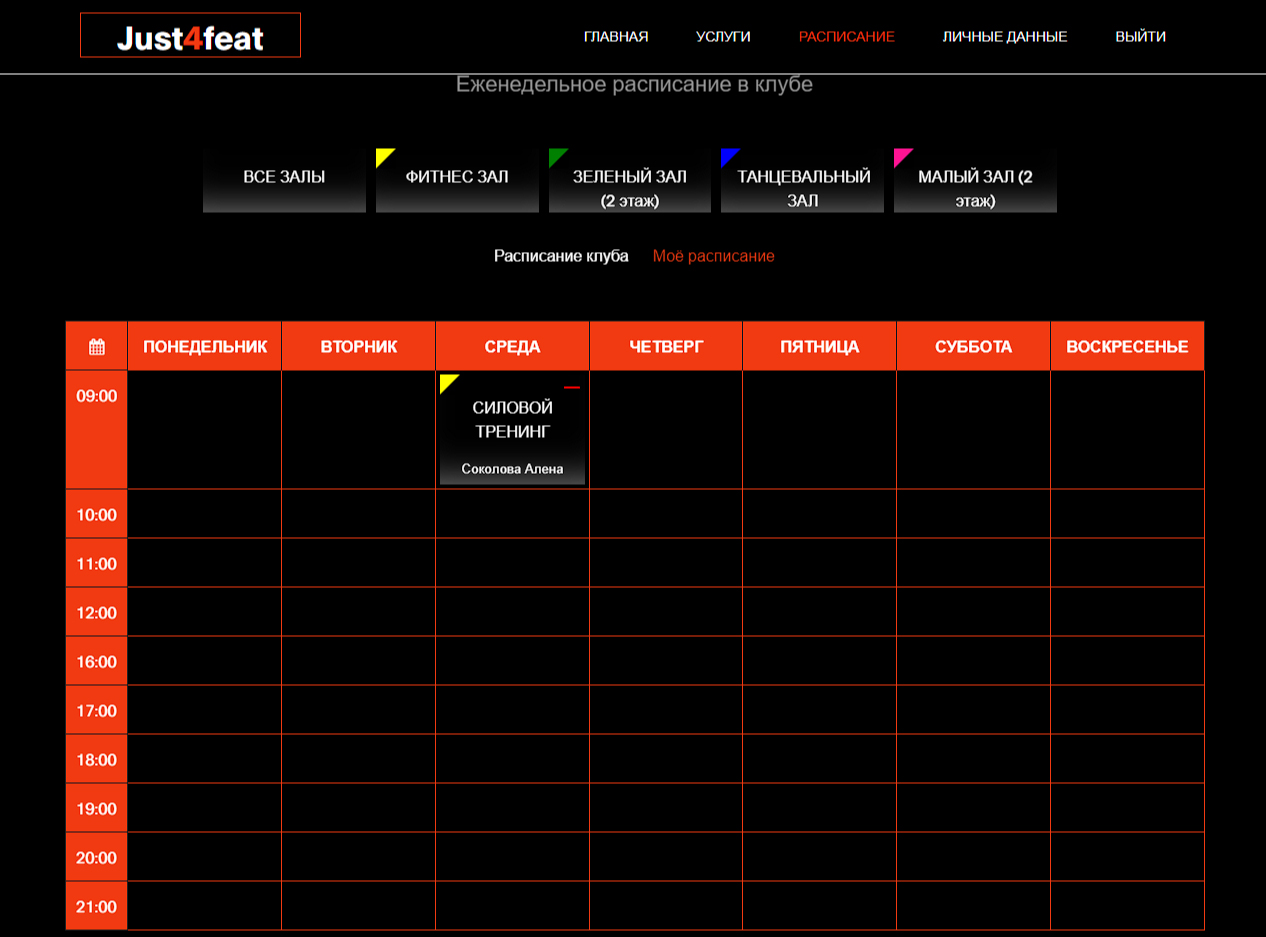 Just4feat
ГЛАВНАЯ УСЛУГИ РАСПИСАНИЕ ЛИЧНЫЕ ДАННЫЕ ВЫЙТИ
Еженедельное расписание в клубе
ВСЕ ЗАЛЫ
ФИТНЕС ЗАЛ
ЗЕЛЕНЫЙ ЗАЛ
(2 этаж)
ТАНЦЕВАЛЬНЫЙ
ЗАЛ
МАЛЫЙ ЗАЛ (2
этаж)
Расписание клуба Моё расписание
ПОНЕДЕЛЬНИК ВТОРНИК СРЕДА ЧЕТВЕРГ ПЯТНИЦА СУББОТА ВОСКРЕСЕНЬЕ
09:00
СИЛОВОЙ
ТРЕНИНГ
Соколова Алена
10:00
11:00
12:00
16:00
17:00
18:00
19:00
20:00
21:00